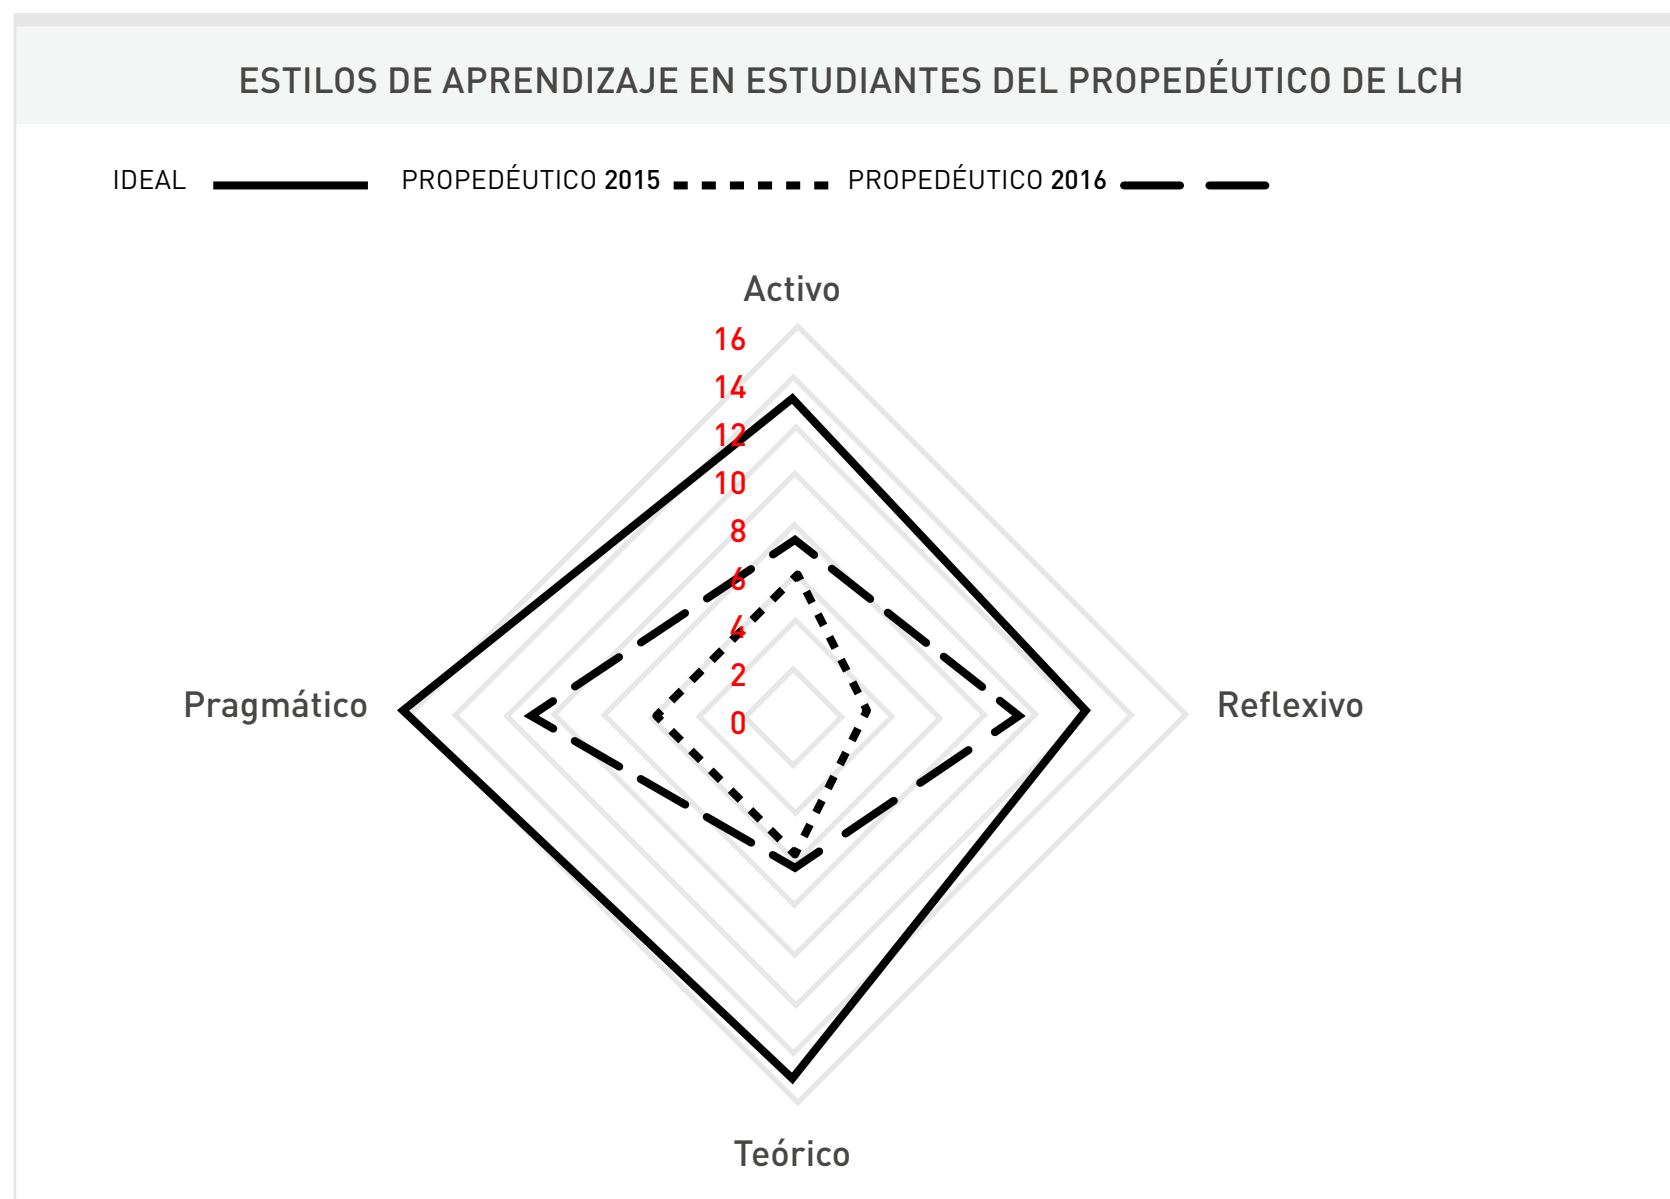 ESTILOS DE APRENDIZAJE EN ESTUDIANTES DEL PROPEDÉUTICO DE LCH
IDEAL PROPEDÉUTICO 2015 PROPEDÉUTICO 2016
Activo
16
14
12
10
8
6
4
2
0
Pragmático
Reflexivo
Teórico